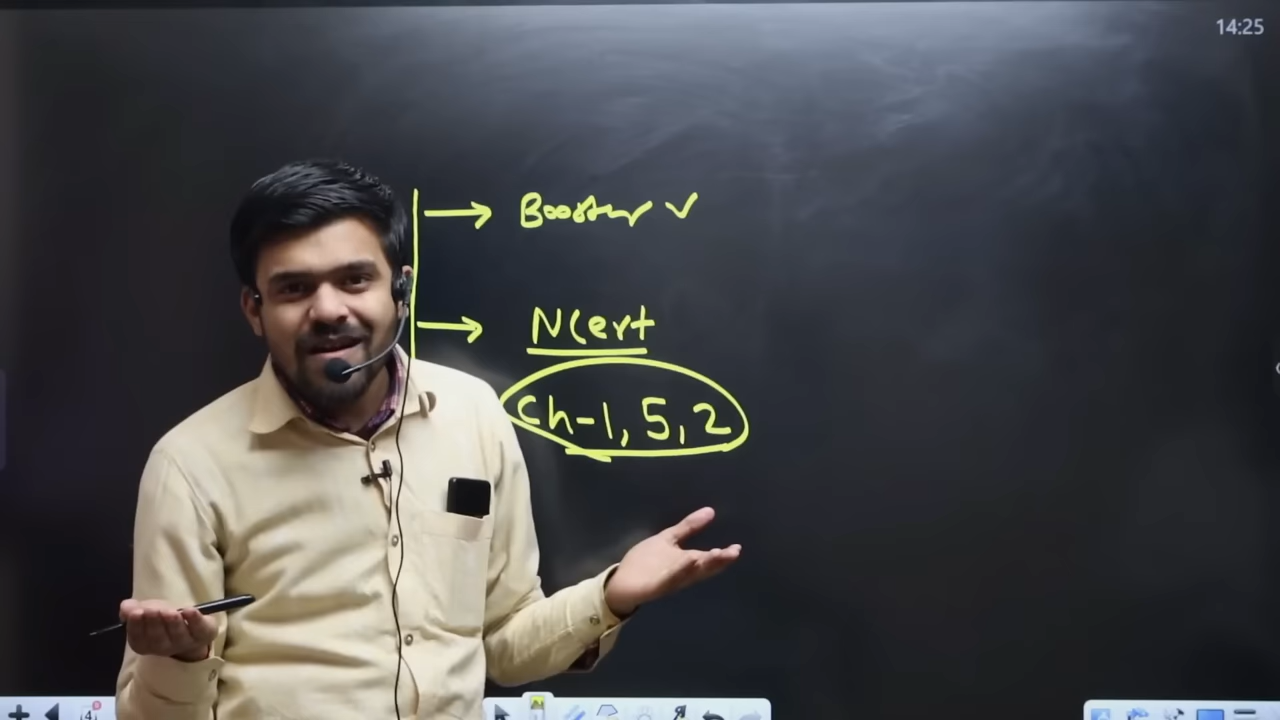 14:25
→ Booster ✓
→ NCert
Ch-1, 5, 2